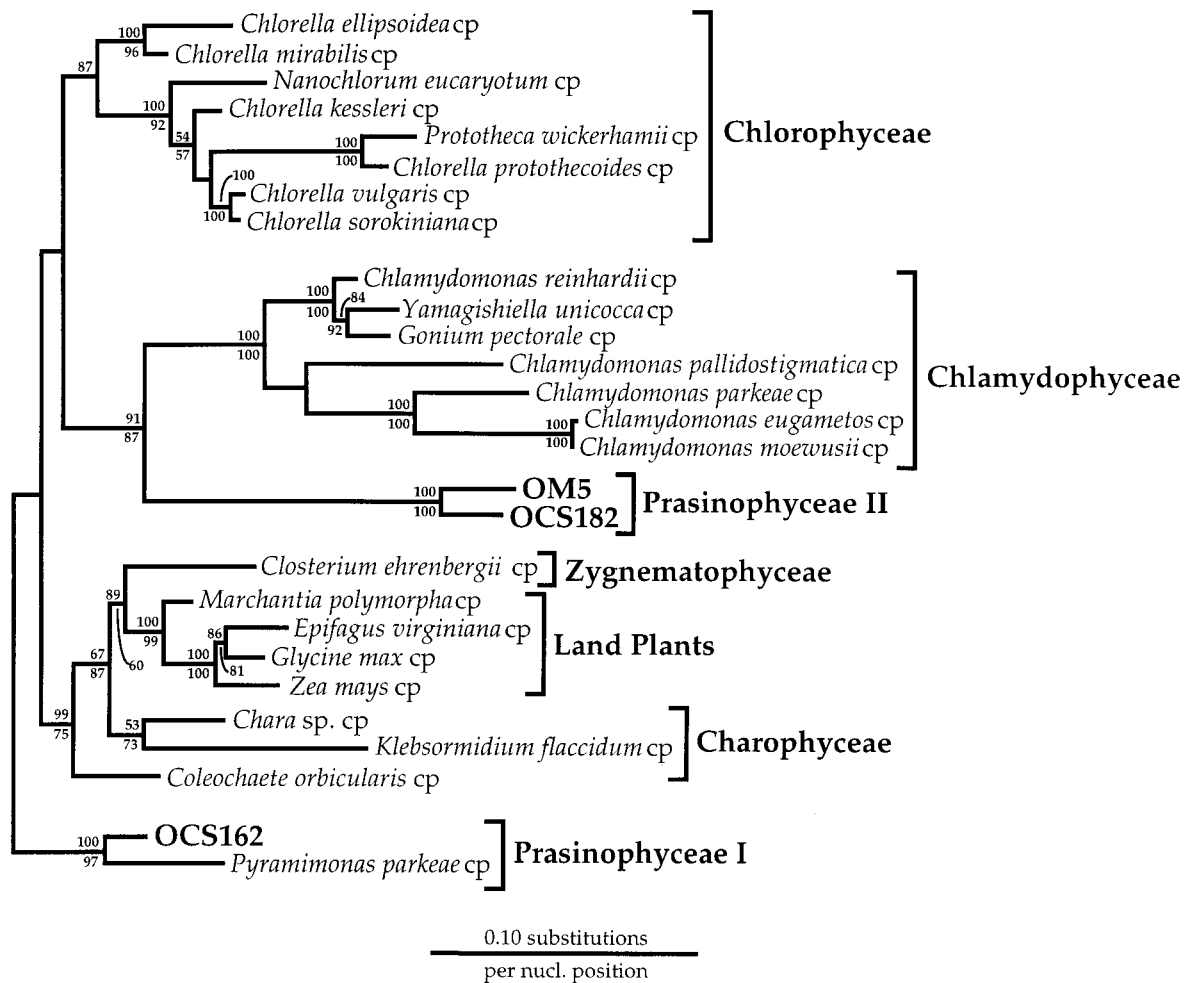 100
Chlorella ellipsoidea cp
96
Chlorella mirabilis cp
87
Nanochlorum eucaryotum cp
100
92
Chlorella kessleri cp
54
57
Prototheca wickerhamii cp
100
100
Chlorella protothecoides cp
100
Chlorella vulgaris cp
100
Chlorella sorokiniana cp
Chlorophyceae
Chlamydomonas reinhardii cp
100
100
84
Yamagishiella unicocca cp
92
Gonium pectorale cp
100
100
Chlamydomonas pallidostigmatica cp
Chlamydomonas parkeae cp
100
100
Chlamydomonas eugametos cp
100
100
Chlamydomonas moewusii cp
Chlamydophyceae
91
87
100
100
OM5
OCS182
Prasinophyceae II
Closterium ehrenbergii cp
Zygnematophyceae
89
60
Marchantia polymorpha cp
100
99
Epifagus virginiana cp
86
81
Glycine max cp
100
100
Zea mays cp
Land Plants
67
87
Chara sp. cp
53
73
Klebsormidium flaccidum cp
Charophyceae
99
75
Coleochaete orbicularis cp
100
97
OCS162
Pyramimonas parkeae cp
Prasinophyceae I
0.10 substitutions
per nucl. position